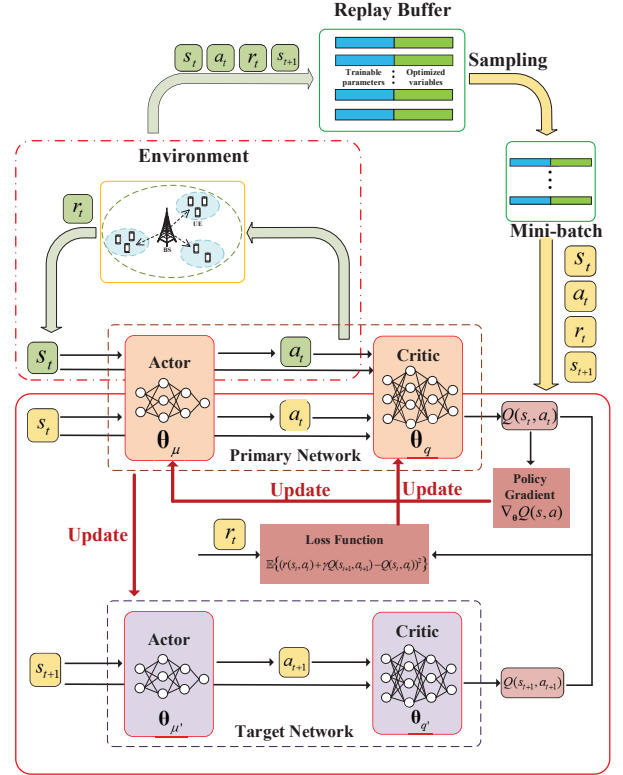 Replay Buffer
s_t a_t r_t s_{t+1}
Sampling
Trainable parameters
Optimized variables
Environment
r_t
UE
BS
Mini-batch
s_t
a_t
r_t
s_{t+1}
s_t
Actor
a_t
Critic
s_t
a_t
Q(s_t, a_t)
θ_μ
θ_q
Primary Network
Policy
Gradient
∇_θ Q(s, a)
Update
Update
Update
r_t
Loss Function
𝔼{(r(s_t, a_t) + γQ(s_{t+1}, a_{t+1}) − Q(s_t, a_t))²}
Actor
Critic
s_{t+1}
a_{t+1}
Q(s_{t+1}, a_{t+1})
θ_{μ'}
θ_{q'}
Target Network